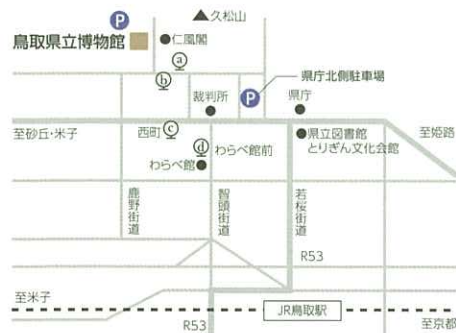 P
▲久松山
鳥取県立博物館
●仁風閣
ⓐ
ⓑ
県庁北側駐車場
裁判所
P
県庁
至砂丘・米子
西町ⓒ
ⓓ
わらべ館前
わらべ館
県立図書館
とりぎん文化会館
至姫路
鹿野街道
智頭街道
若桜街道
R53
至米子
JR鳥取駅
R53
至京都